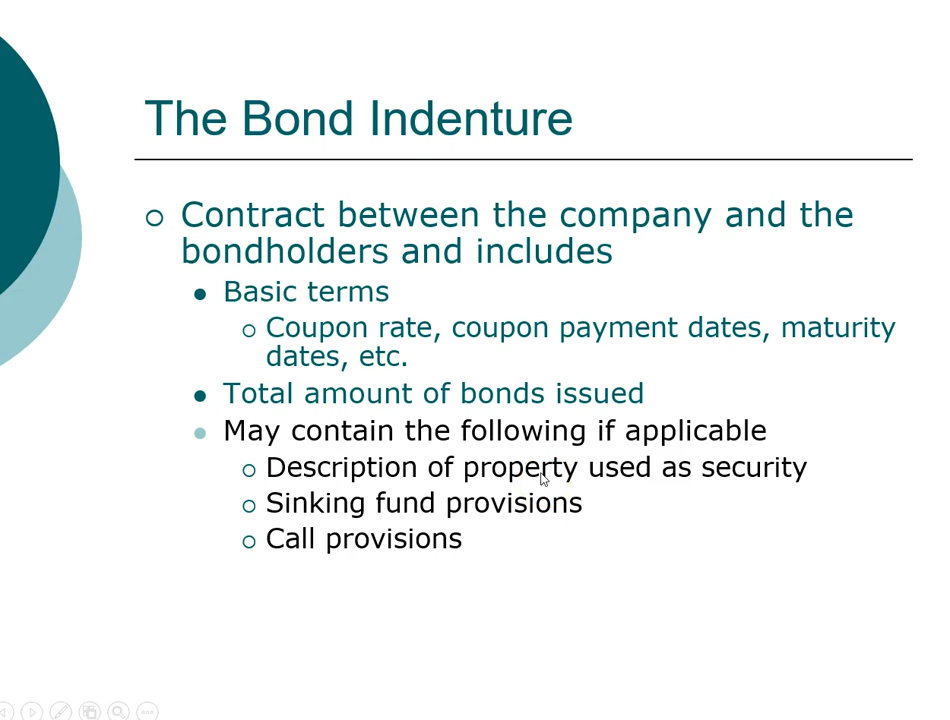 The Bond Indenture
Contract between the company and the
bondholders and includes
Basic terms
Coupon rate, coupon payment dates, maturity
dates, etc.
Total amount of bonds issued
May contain the following if applicable
Description of property used as security
Sinking fund provisions
Call provisions